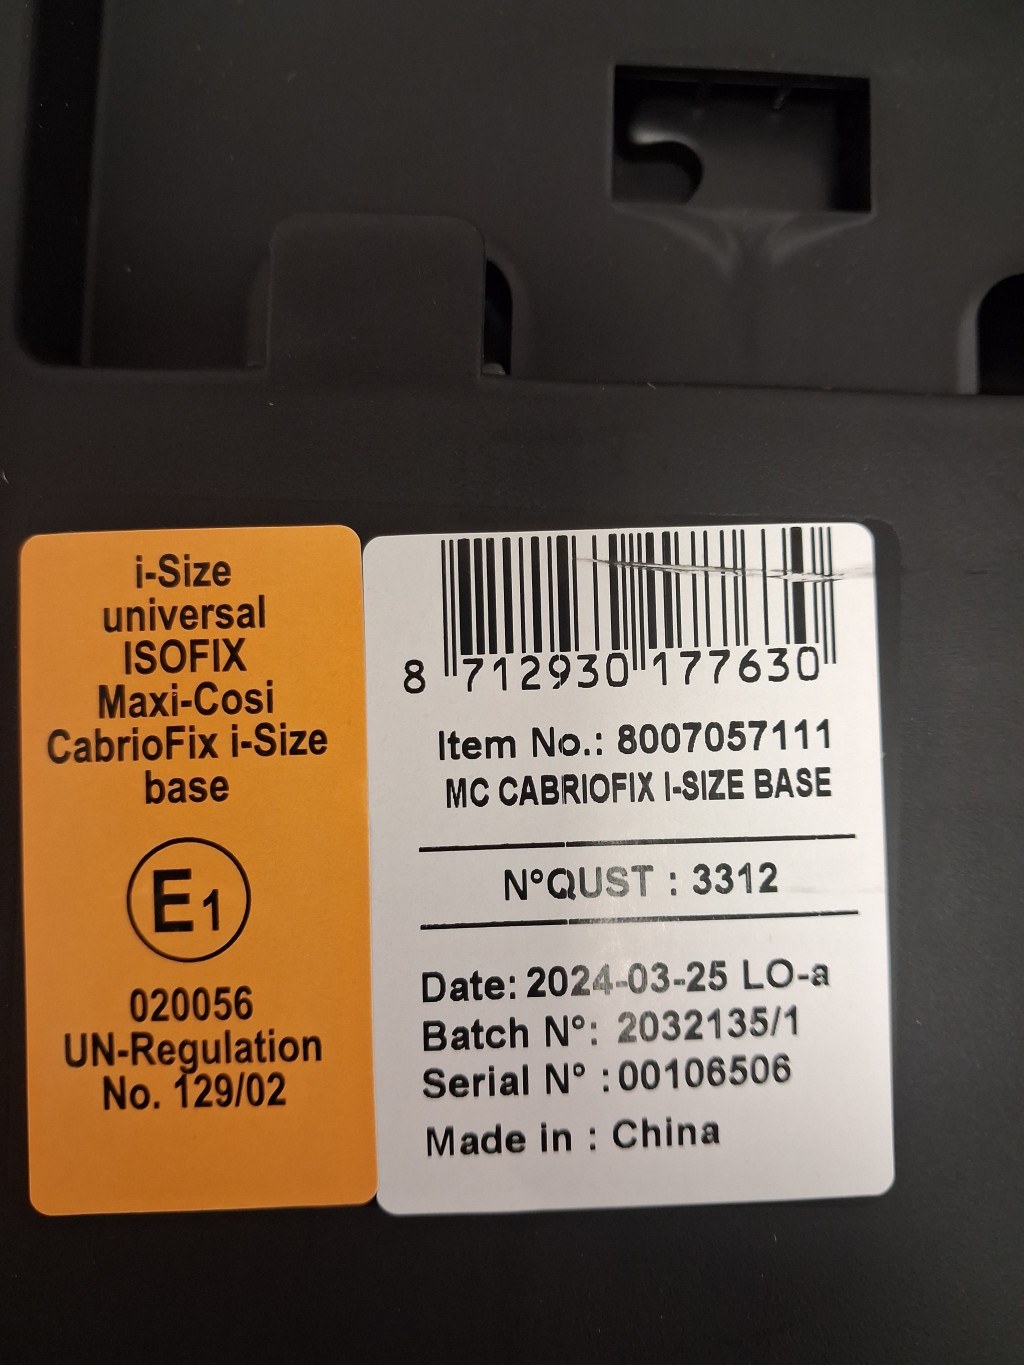 i-Size
universal
ISOFIX
Maxi-Cosi
CabrioFix i-Size
base
E1
020056
UN-Regulation
No. 129/02
8 712930 177630
Item No.: 8007057111
MC CABRIOFIX I-SIZE BASE
N°QUST : 3312
Date: 2024-03-25 LO-a
Batch N°: 2032135/1
Serial N° :00106506
Made in : China